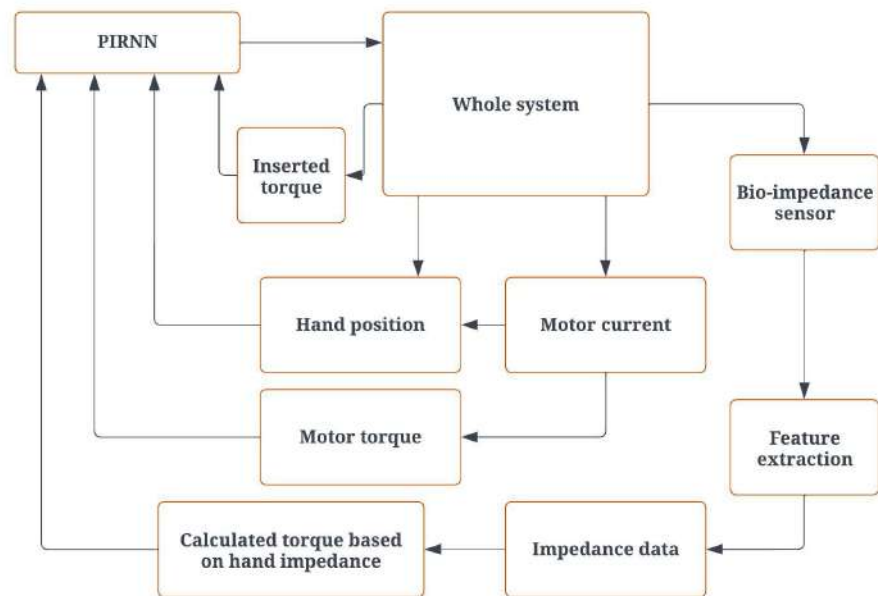 PIRNN
Whole system
Inserted
torque
Bio-impedance
sensor
Hand position
Motor current
Motor torque
Feature
extraction
Calculated torque based
on hand impedance
Impedance data